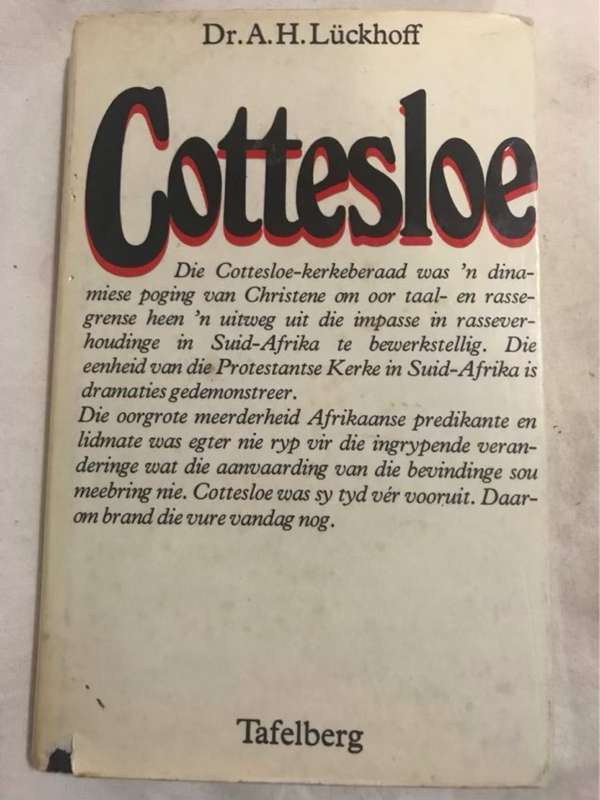 Dr. A. H. Lückhoff
Cottesloe
Die Cottesloe-kerkeberaad was 'n dina-
miese poging van Christene om oor taal- en rasse-
grense heen 'n uitweg uit die impasse in rassever-
houdinge in Suid-Afrika te bewerkstellig. Die
eenheid van die Protestantse Kerke in Suid-Afrika is
dramaties gedemonstreer.
Die oorgrote meerderheid Afrikaanse predikante en
lidmate was egter nie ryp vir die ingrypende veran-
deringe wat die aanvaarding van die bevindinge sou
meebring nie. Cottesloe was sy tyd vér vooruit. Daar-
om brand die vure vandag nog.
Tafelberg